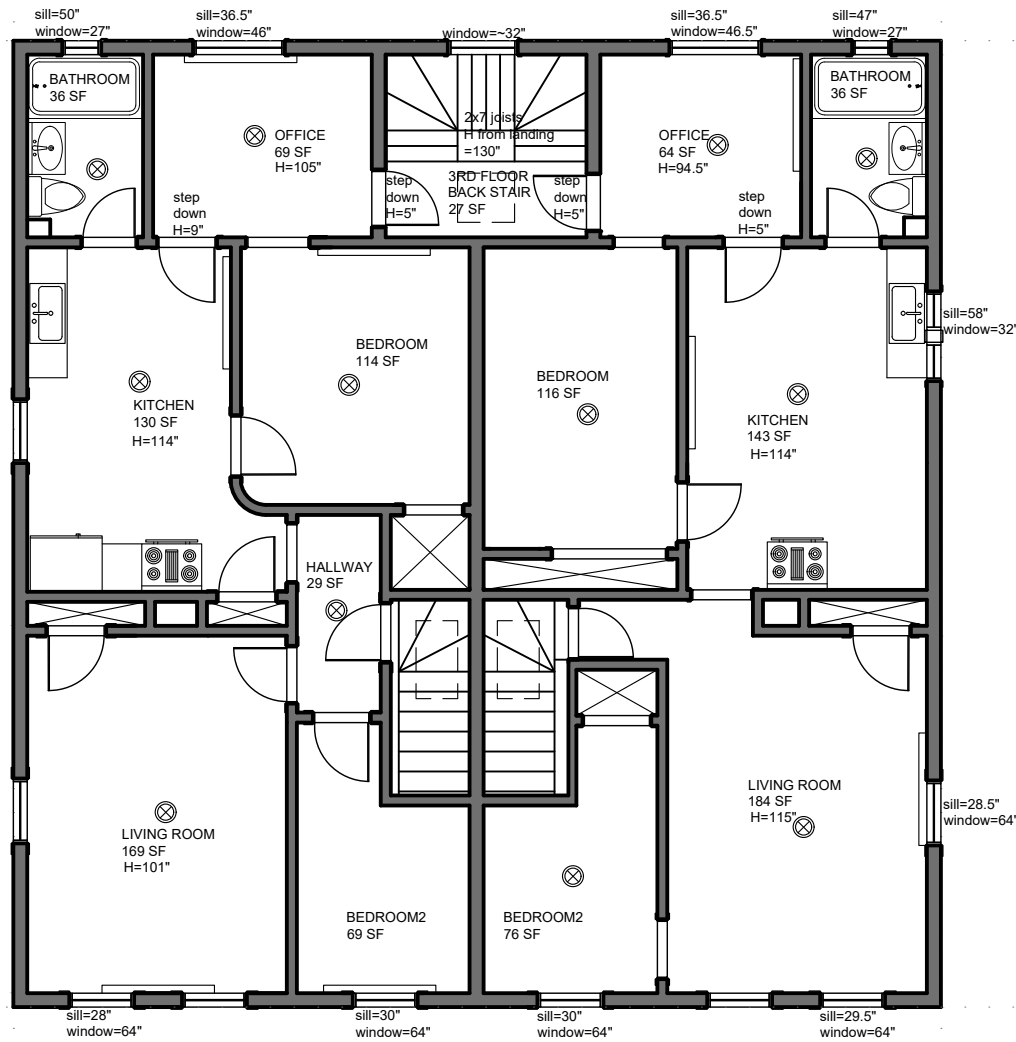 sill=50"
window=27"
sill=36.5"
window=46"
window=~32"
sill=36.5"
window=46.5"
sill=47"
window=27"
BATHROOM
36 SF
OFFICE
69 SF
H=105"
2x7 joists
H from landing
=130"
OFFICE
64 SF
H=94.5"
BATHROOM
36 SF
step
down
H=9"
step
down
H=5"
3RD FLOOR
BACK STAIR
27 SF
step
down
H=5"
step
down
H=5"
sill=58"
window=32"
BEDROOM
114 SF
BEDROOM
116 SF
KITCHEN
130 SF
H=114"
KITCHEN
143 SF
H=114"
HALLWAY
29 SF
LIVING ROOM
169 SF
H=101"
LIVING ROOM
184 SF
H=115"
sill=28.5"
window=64"
BEDROOM2
69 SF
BEDROOM2
76 SF
sill=28"
window=64"
sill=30"
window=64"
sill=30"
window=64"
sill=29.5"
window=64"